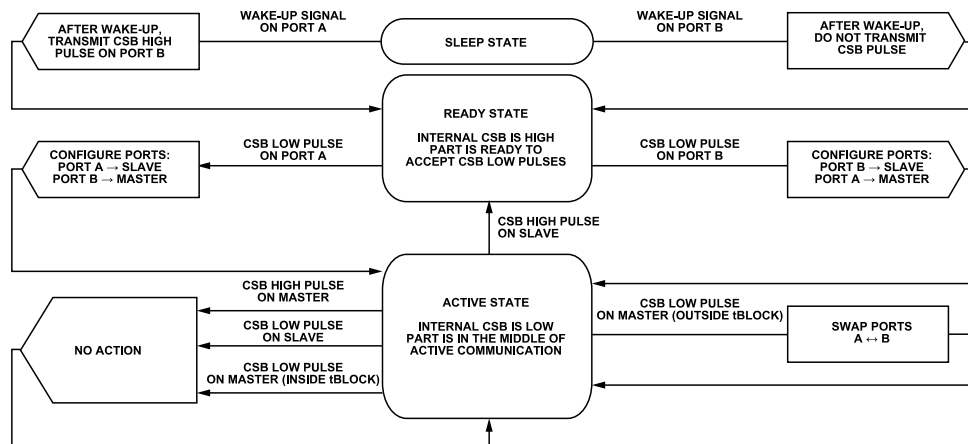 AFTER WAKE-UP,
TRANSMIT CSB HIGH
PULSE ON PORT B
WAKE-UP SIGNAL
ON PORT A
SLEEP STATE
WAKE-UP SIGNAL
ON PORT B
AFTER WAKE-UP,
DO NOT TRANSMIT
CSB PULSE
READY STATE
INTERNAL CSB IS HIGH
PART IS READY TO
ACCEPT CSB LOW PULSES
CONFIGURE PORTS:
PORT A → SLAVE
PORT B → MASTER
CSB LOW PULSE
ON PORT A
CSB LOW PULSE
ON PORT B
CONFIGURE PORTS:
PORT B → SLAVE
PORT A → MASTER
CSB HIGH PULSE
ON SLAVE
NO ACTION
CSB HIGH PULSE
ON MASTER
CSB LOW PULSE
ON SLAVE
CSB LOW PULSE
ON MASTER (INSIDE tBLOCK)
ACTIVE STATE
INTERNAL CSB IS LOW
PART IS IN THE MIDDLE OF
ACTIVE COMMUNICATION
CSB LOW PULSE
ON MASTER (OUTSIDE tBLOCK)
SWAP PORTS
A ↔ B